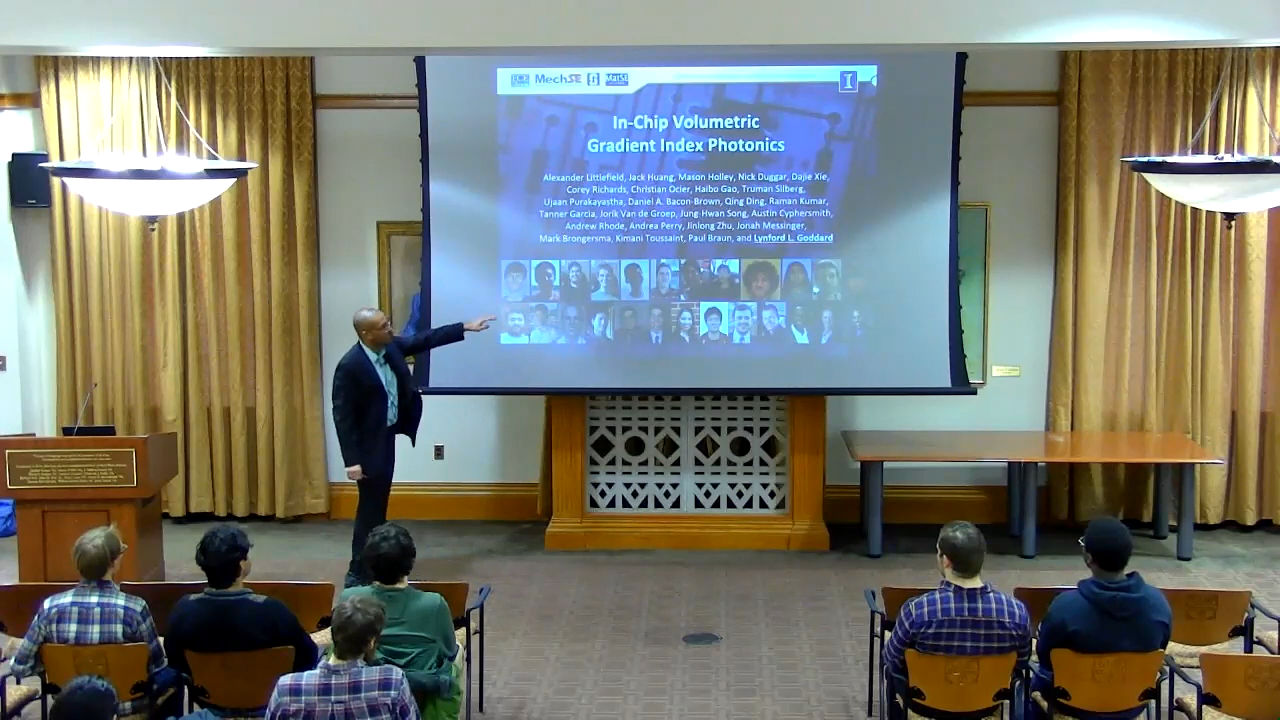 ECE MechSE MatSE
I
In-Chip Volumetric
Gradient Index Photonics
Alexander Littlefield, Jack Huang, Mason Holley, Nick Duggar, Dajie Xie,
Corey Richards, Christian Ocier, Haibo Gao, Truman Silberg,
Ujaan Purakayastha, Daniel A. Bacon-Brown, Qing Ding, Raman Kumar,
Tanner Garcia, Jorik Van de Groep, Jung-Hwan Song, Austin Cyphersmith,
Andrew Rhode, Andrea Perry, Jinlong Zhu, Jonah Messinger,
Mark Brongersma, Kimani Toussaint, Paul Braun, and Lynford L. Goddard